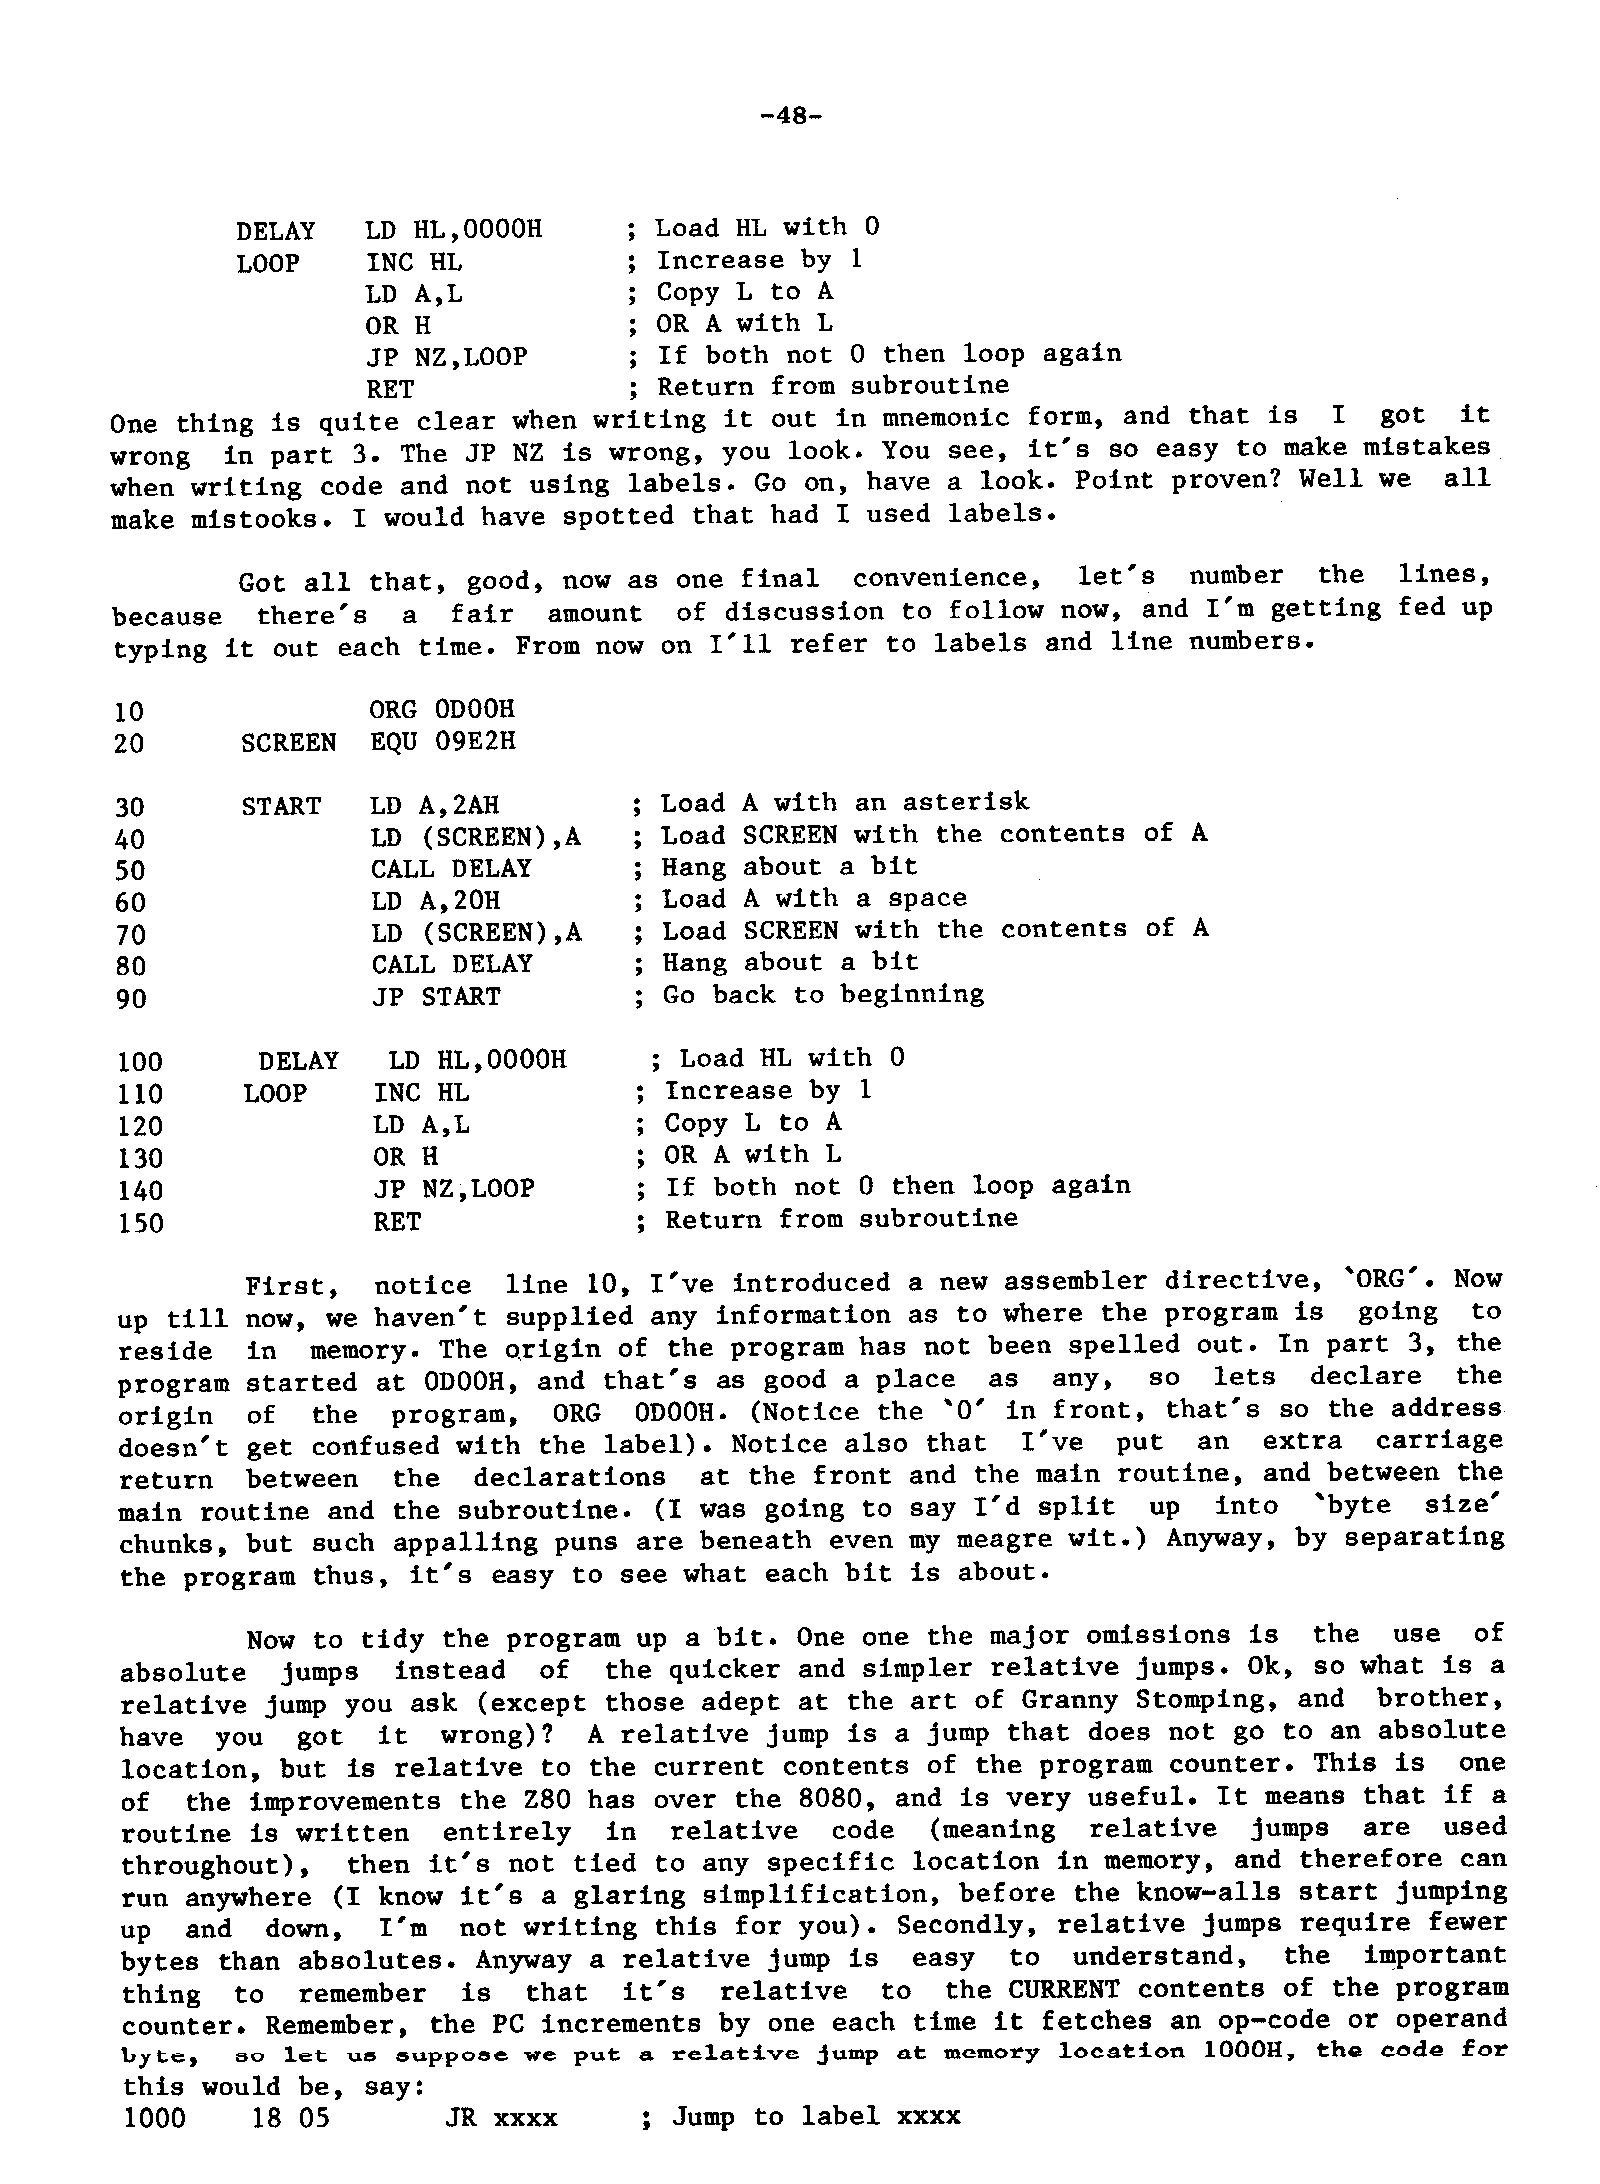 -48-
DELAY LD HL,0000H ; Load HL with 0
LOOP INC HL ; Increase by 1
LD A,L ; Copy L to A
OR H ; OR A with L
JP NZ,LOOP ; If both not 0 then loop again
RET ; Return from subroutine
One thing is quite clear when writing it out in mnemonic form, and that is I got it
wrong in part 3. The JP NZ is wrong, you look. You see, it's so easy to make mistakes
when writing code and not using labels. Go on, have a look. Point proven? Well we all
make mistooks. I would have spotted that had I used labels.
Got all that, good, now as one final convenience, let's number the lines,
because there's a fair amount of discussion to follow now, and I'm getting fed up
typing it out each time. From now on I'll refer to labels and line numbers.
10 ORG 0D00H
20 SCREEN EQU 09E2H
30 START LD A,2AH ; Load A with an asterisk
40 LD (SCREEN),A ; Load SCREEN with the contents of A
50 CALL DELAY ; Hang about a bit
60 LD A,20H ; Load A with a space
70 LD (SCREEN),A ; Load SCREEN with the contents of A
80 CALL DELAY ; Hang about a bit
90 JP START ; Go back to beginning
100 DELAY LD HL,0000H ; Load HL with 0
110 LOOP INC HL ; Increase by 1
120 LD A,L ; Copy L to A
130 OR H ; OR A with L
140 JP NZ,LOOP ; If both not 0 then loop again
150 RET ; Return from subroutine
First, notice line 10, I've introduced a new assembler directive, `ORG'. Now
up till now, we haven't supplied any information as to where the program is going to
reside in memory. The origin of the program has not been spelled out. In part 3, the
program started at 0D00H, and that's as good a place as any, so lets declare the
origin of the program, ORG 0D00H. (Notice the `0' in front, that's so the address
doesn't get confused with the label). Notice also that I've put an extra carriage
return between the declarations at the front and the main routine, and between the
main routine and the subroutine. (I was going to say I'd split up into `byte size'
chunks, but such appalling puns are beneath even my meagre wit.) Anyway, by separating
the program thus, it's easy to see what each bit is about.
Now to tidy the program up a bit. One one the major omissions is the use of
absolute jumps instead of the quicker and simpler relative jumps. Ok, so what is a
relative jump you ask (except those adept at the art of Granny Stomping, and brother,
have you got it wrong)? A relative jump is a jump that does not go to an absolute
location, but is relative to the current contents of the program counter. This is one
of the improvements the Z80 has over the 8080, and is very useful. It means that if a
routine is written entirely in relative code (meaning relative jumps are used
throughout), then it's not tied to any specific location in memory, and therefore can
run anywhere (I know it's a glaring simplification, before the know-alls start jumping
up and down, I'm not writing this for you). Secondly, relative jumps require fewer
bytes than absolutes. Anyway a relative jump is easy to understand, the important
thing to remember is that it's relative to the CURRENT contents of the program
counter. Remember, the PC increments by one each time it fetches an op-code or operand
byte, so let us suppose we put a relative jump at memory location 1000H, the code for
this would be, say:
1000 18 05 JR xxxx ; Jump to label xxxx